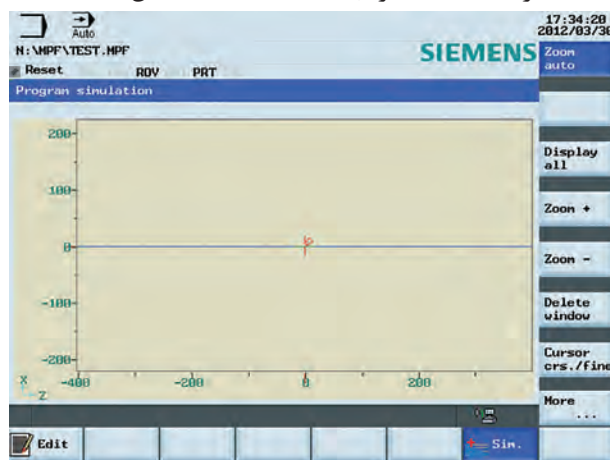 Auto
17:34:20
2012/03/30
N:\MPF\TEST.MPF
SIEMENS
Reset ROV PRT
Program simulation
Zoom auto
Display all
Zoom +
Zoom -
Delete window
Cursor crs./fine
More ...
200
100
0
-100
-200
X
Z
-400 -200 0 200
Edit
Sim.